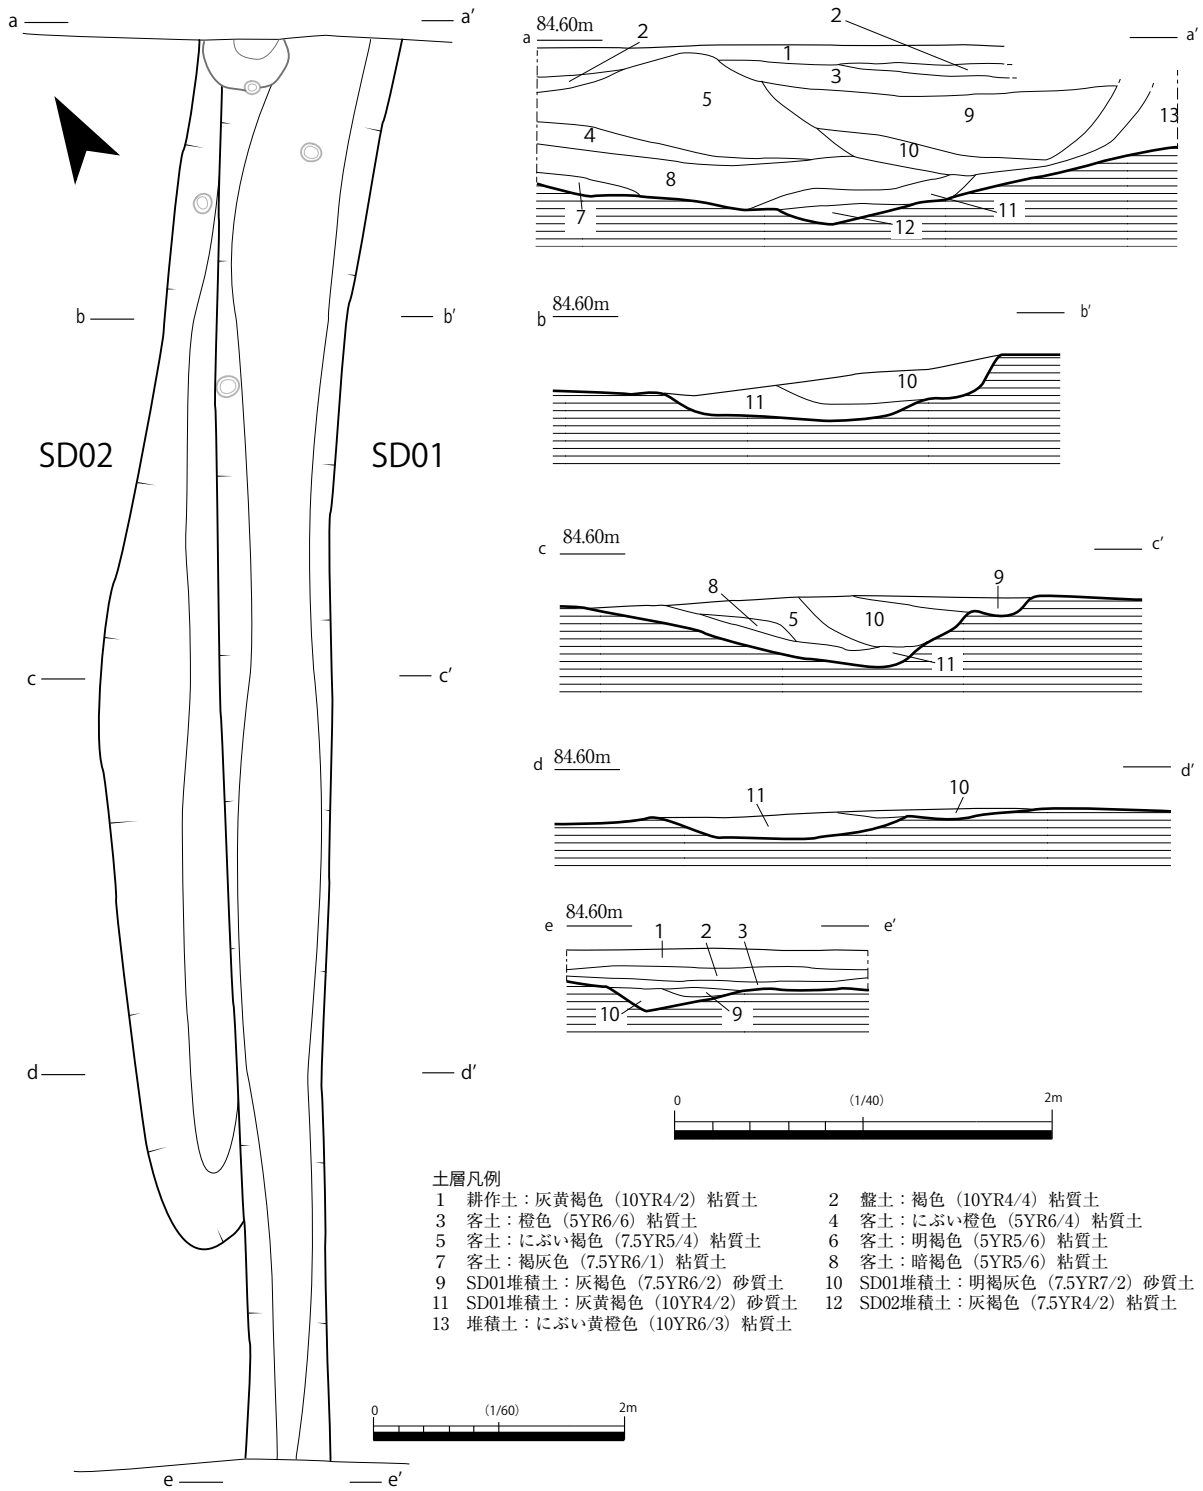 a
a′
b
b′
SD02
SD01
c
c′
d
d′
e
e′
a
84.60m
2
2
a′
1
3
5
9
13
4
10
8
7
11
12
b
84.60m
b′
10
11
c
84.60m
c′
8
9
5
10
11
d
84.60m
d′
11
10
e
84.60m
e′
1
2
3
10
9
0
(1/40)
2m
土層凡例
1 耕作土：灰黄褐色（10YR4/2）粘質土
2 盤土：褐色（10YR4/4）粘質土
3 客土：橙色（5YR6/6）粘質土
4 客土：にぶい橙色（5YR6/4）粘質土
5 客土：にぶい褐色（7.5YR5/4）粘質土
6 客土：明褐色（5YR5/6）粘質土
7 客土：褐灰色（7.5YR6/1）粘質土
8 客土：暗褐色（5YR5/6）粘質土
9 SD01堆積土：灰褐色（7.5YR6/2）砂質土
10 SD01堆積土：明褐灰色（7.5YR7/2）砂質土
11 SD01堆積土：灰黄褐色（10YR4/2）砂質土
12 SD02堆積土：灰褐色（7.5YR4/2）粘質土
13 堆積土：にぶい黄橙色（10YR6/3）粘質土
0
(1/60)
2m